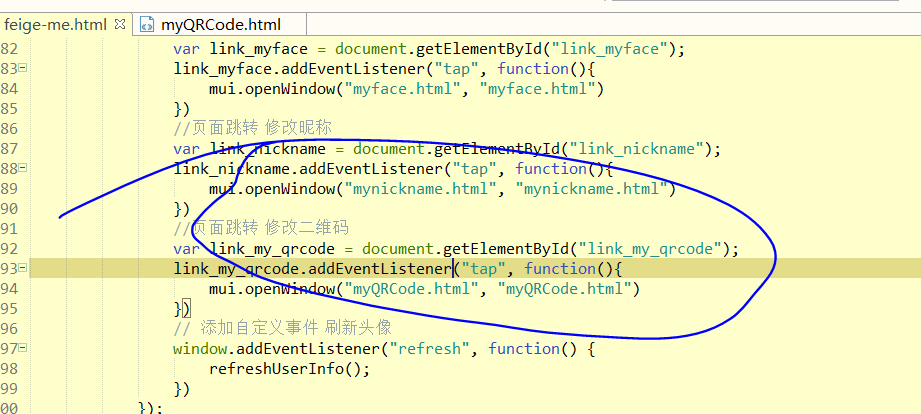 feige-me.html myQRCode.html
82 var link_myface = document.getElementById("link_myface");
83 link_myface.addEventListener("tap", function(){
84 mui.openWindow("myface.html", "myface.html")
85 })
86 //页面跳转 修改昵称
87 var link_nickname = document.getElementById("link_nickname");
88 link_nickname.addEventListener("tap", function(){
89 mui.openWindow("mynickname.html", "mynickname.html")
90 })
91 //页面跳转 修改二维码
92 var link_my_qrcode = document.getElementById("link_my_qrcode");
93 link_my_qrcode.addEventListener("tap", function(){
94 mui.openWindow("myQRCode.html", "myQRCode.html")
95 })
96 // 添加自定义事件 刷新头像
97 window.addEventListener("refresh", function() {
98 refreshUserInfo();
99 })
00 });